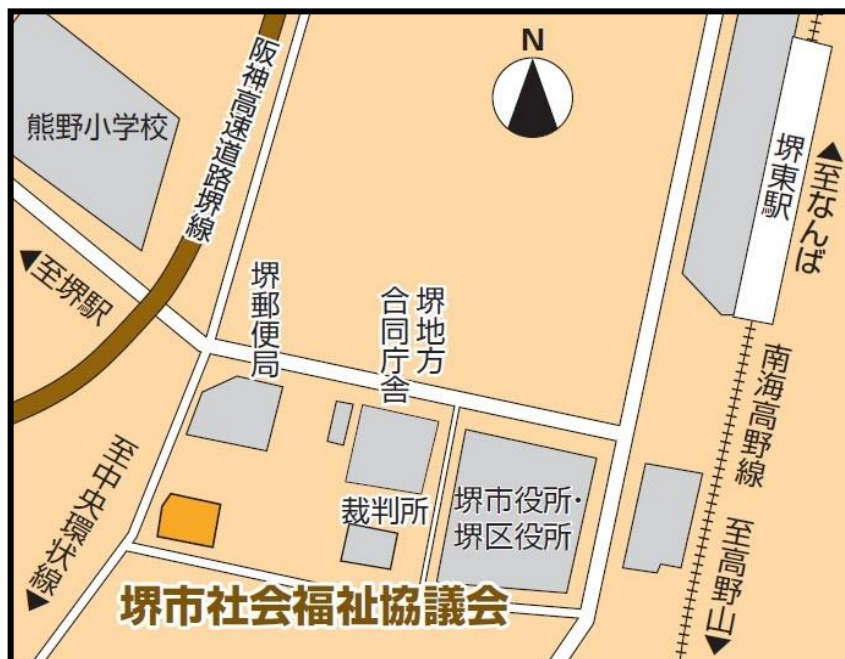 N
熊野小学校
阪神高速道路堺線
堺東駅
▲至なんば
◀至堺駅
堺郵便局
堺地方
合同庁舎
南海高野線
至中央環状線▼
裁判所
堺市役所・
堺区役所
至高野山▼
堺市社会福祉協議会